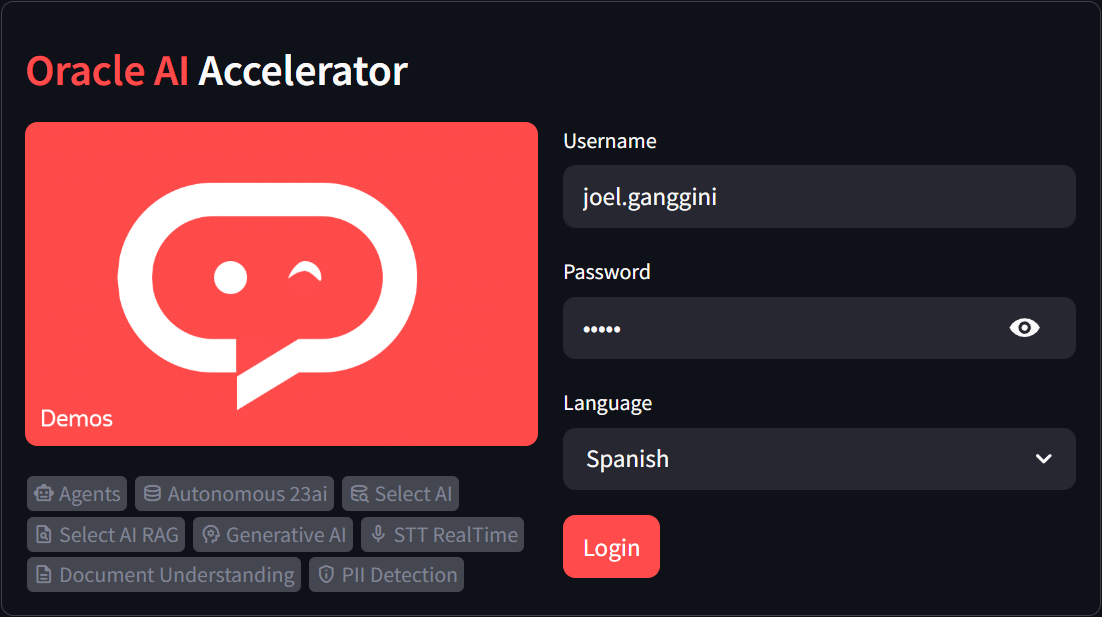 Oracle AI Accelerator
Demos
Agents
Autonomous 23ai
Select AI
Select AI RAG
Generative AI
STT RealTime
Document Understanding
PII Detection
Username
joel.ganggini
Password
•••••
Language
Spanish
Login